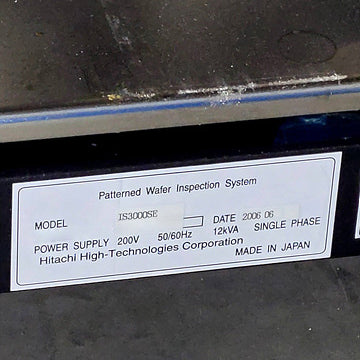 Patterned Wafer Inspection System
MODEL IS3000SE DATE 2006 06
POWER SUPPLY 200V 50/60Hz 12kVA SINGLE PHASE
Hitachi High-Technologies Corporation MADE IN JAPAN